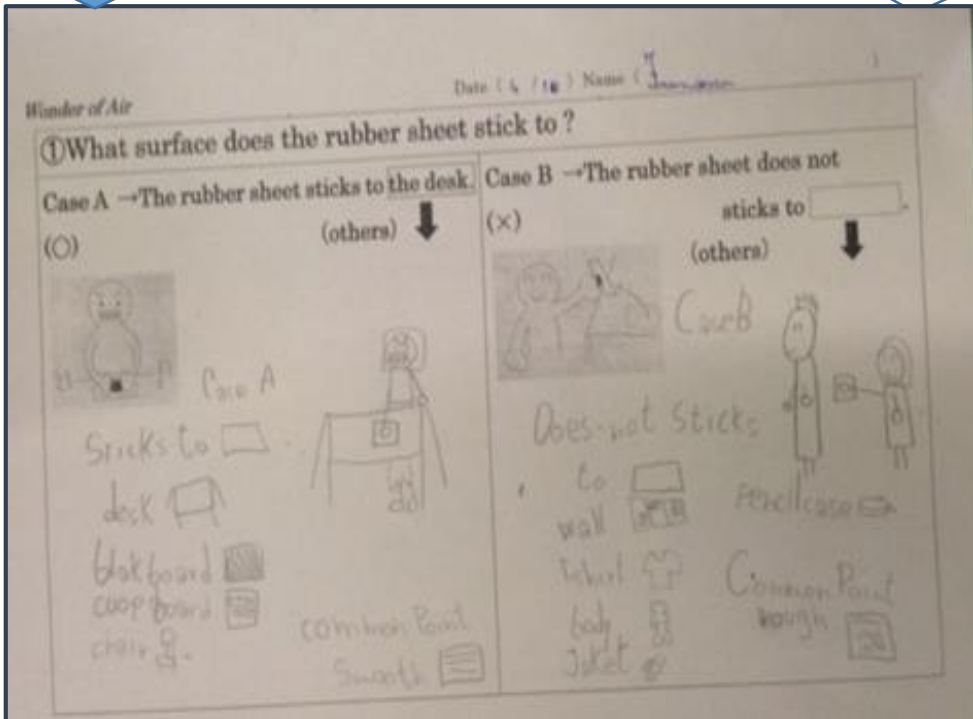 Wonder of Air
Date ( 6 / 18 ) Name (
①What surface does the rubber sheet stick to ?
Case A →The rubber sheet sticks to the desk.
(○)
(others)
Case A
Sticks to
desk
blakboard
coopboard
chair
common Point
Smooth
Case B →The rubber sheet does not
sticks to
(×)
(others)
Case B
Does not Sticks
to
wall
Pencilcase
Tshirt
body
Jaket
Common Point
rough